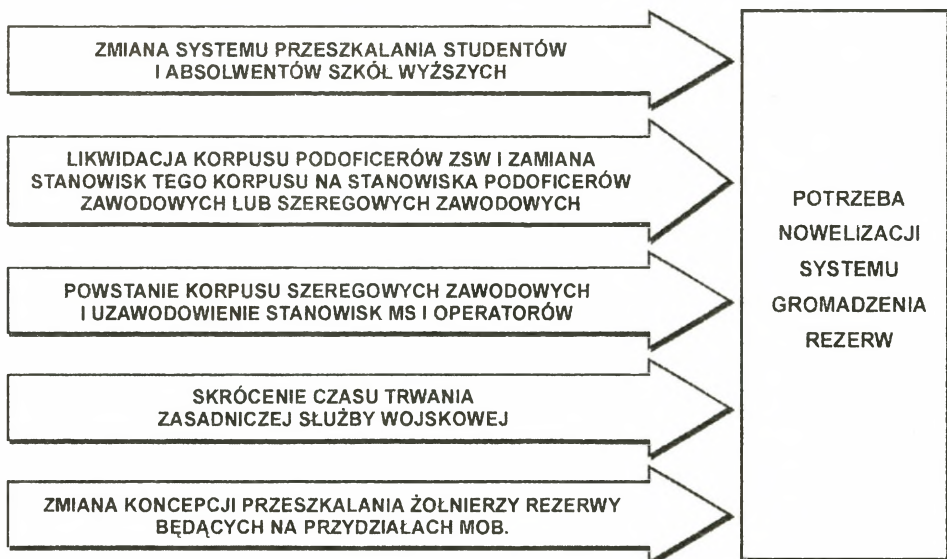 ZMIANA SYSTEMU PRZESZKALANIA STUDENTÓW
I ABSOLWENTÓW SZKÓŁ WYŻSZYCH
LIKWIDACJA KORPUSU PODOFICERÓW ZSW I ZAMIANA
STANOWISK TEGO KORPUSU NA STANOWISKA PODOFICERÓW
ZAWODOWYCH LUB SZEREGOWYCH ZAWODOWYCH
POWSTANIE KORPUSU SZEREGOWYCH ZAWODOWYCH
I UZAWODOWIENIE STANOWISK MS I OPERATORÓW
SKRÓCENIE CZASU TRWANIA
ZASADNICZEJ SŁUŻBY WOJSKOWEJ
ZMIANA KONCEPCJI PRZESZKALANIA ŻOŁNIERZY REZERWY
BĘDĄCYCH NA PRZYDZIAŁACH MOB.
POTRZEBA
NOWELIZACJI
SYSTEMU
GROMADZENIA
REZERW